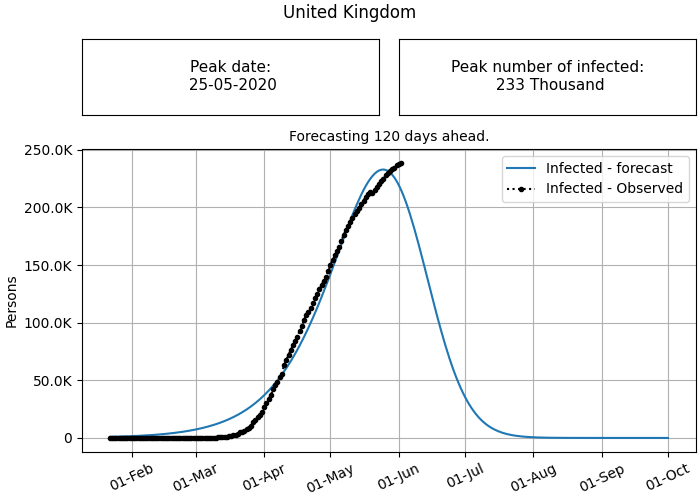 United Kingdom
Peak date:
25-05-2020
Peak number of infected:
233 Thousand
Forecasting 120 days ahead.
Infected - forecast
Infected - Observed
Persons
250.0K
200.0K
150.0K
100.0K
50.0K
0
01-Feb
01-Mar
01-Apr
01-May
01-Jun
01-Jul
01-Aug
01-Sep
01-Oct